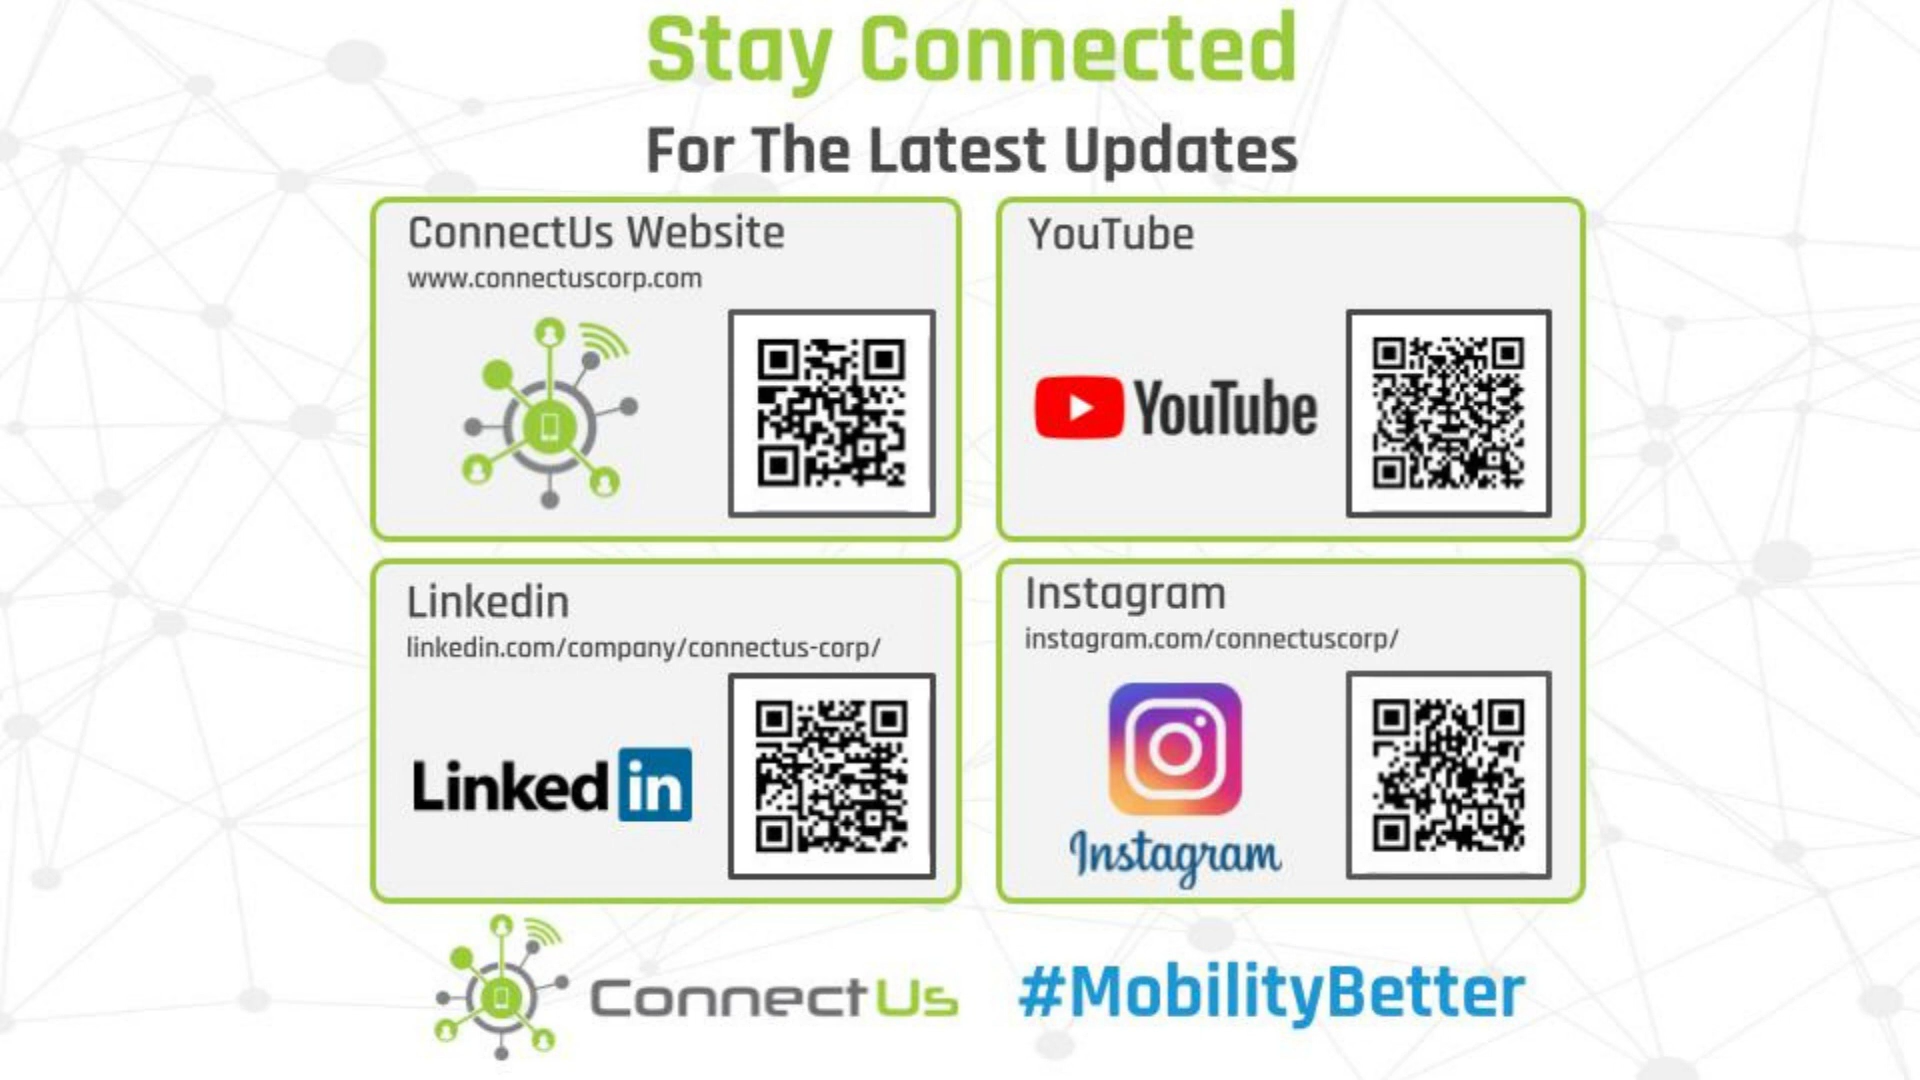 Stay Connected
For The Latest Updates
ConnectUs Website
www.connectuscorp.com
YouTube
YouTube
Linkedin
linkedin.com/company/connectus-corp/
Linked in
Instagram
instagram.com/connectuscorp/
Instagram
ConnectUs
#MobilityBetter